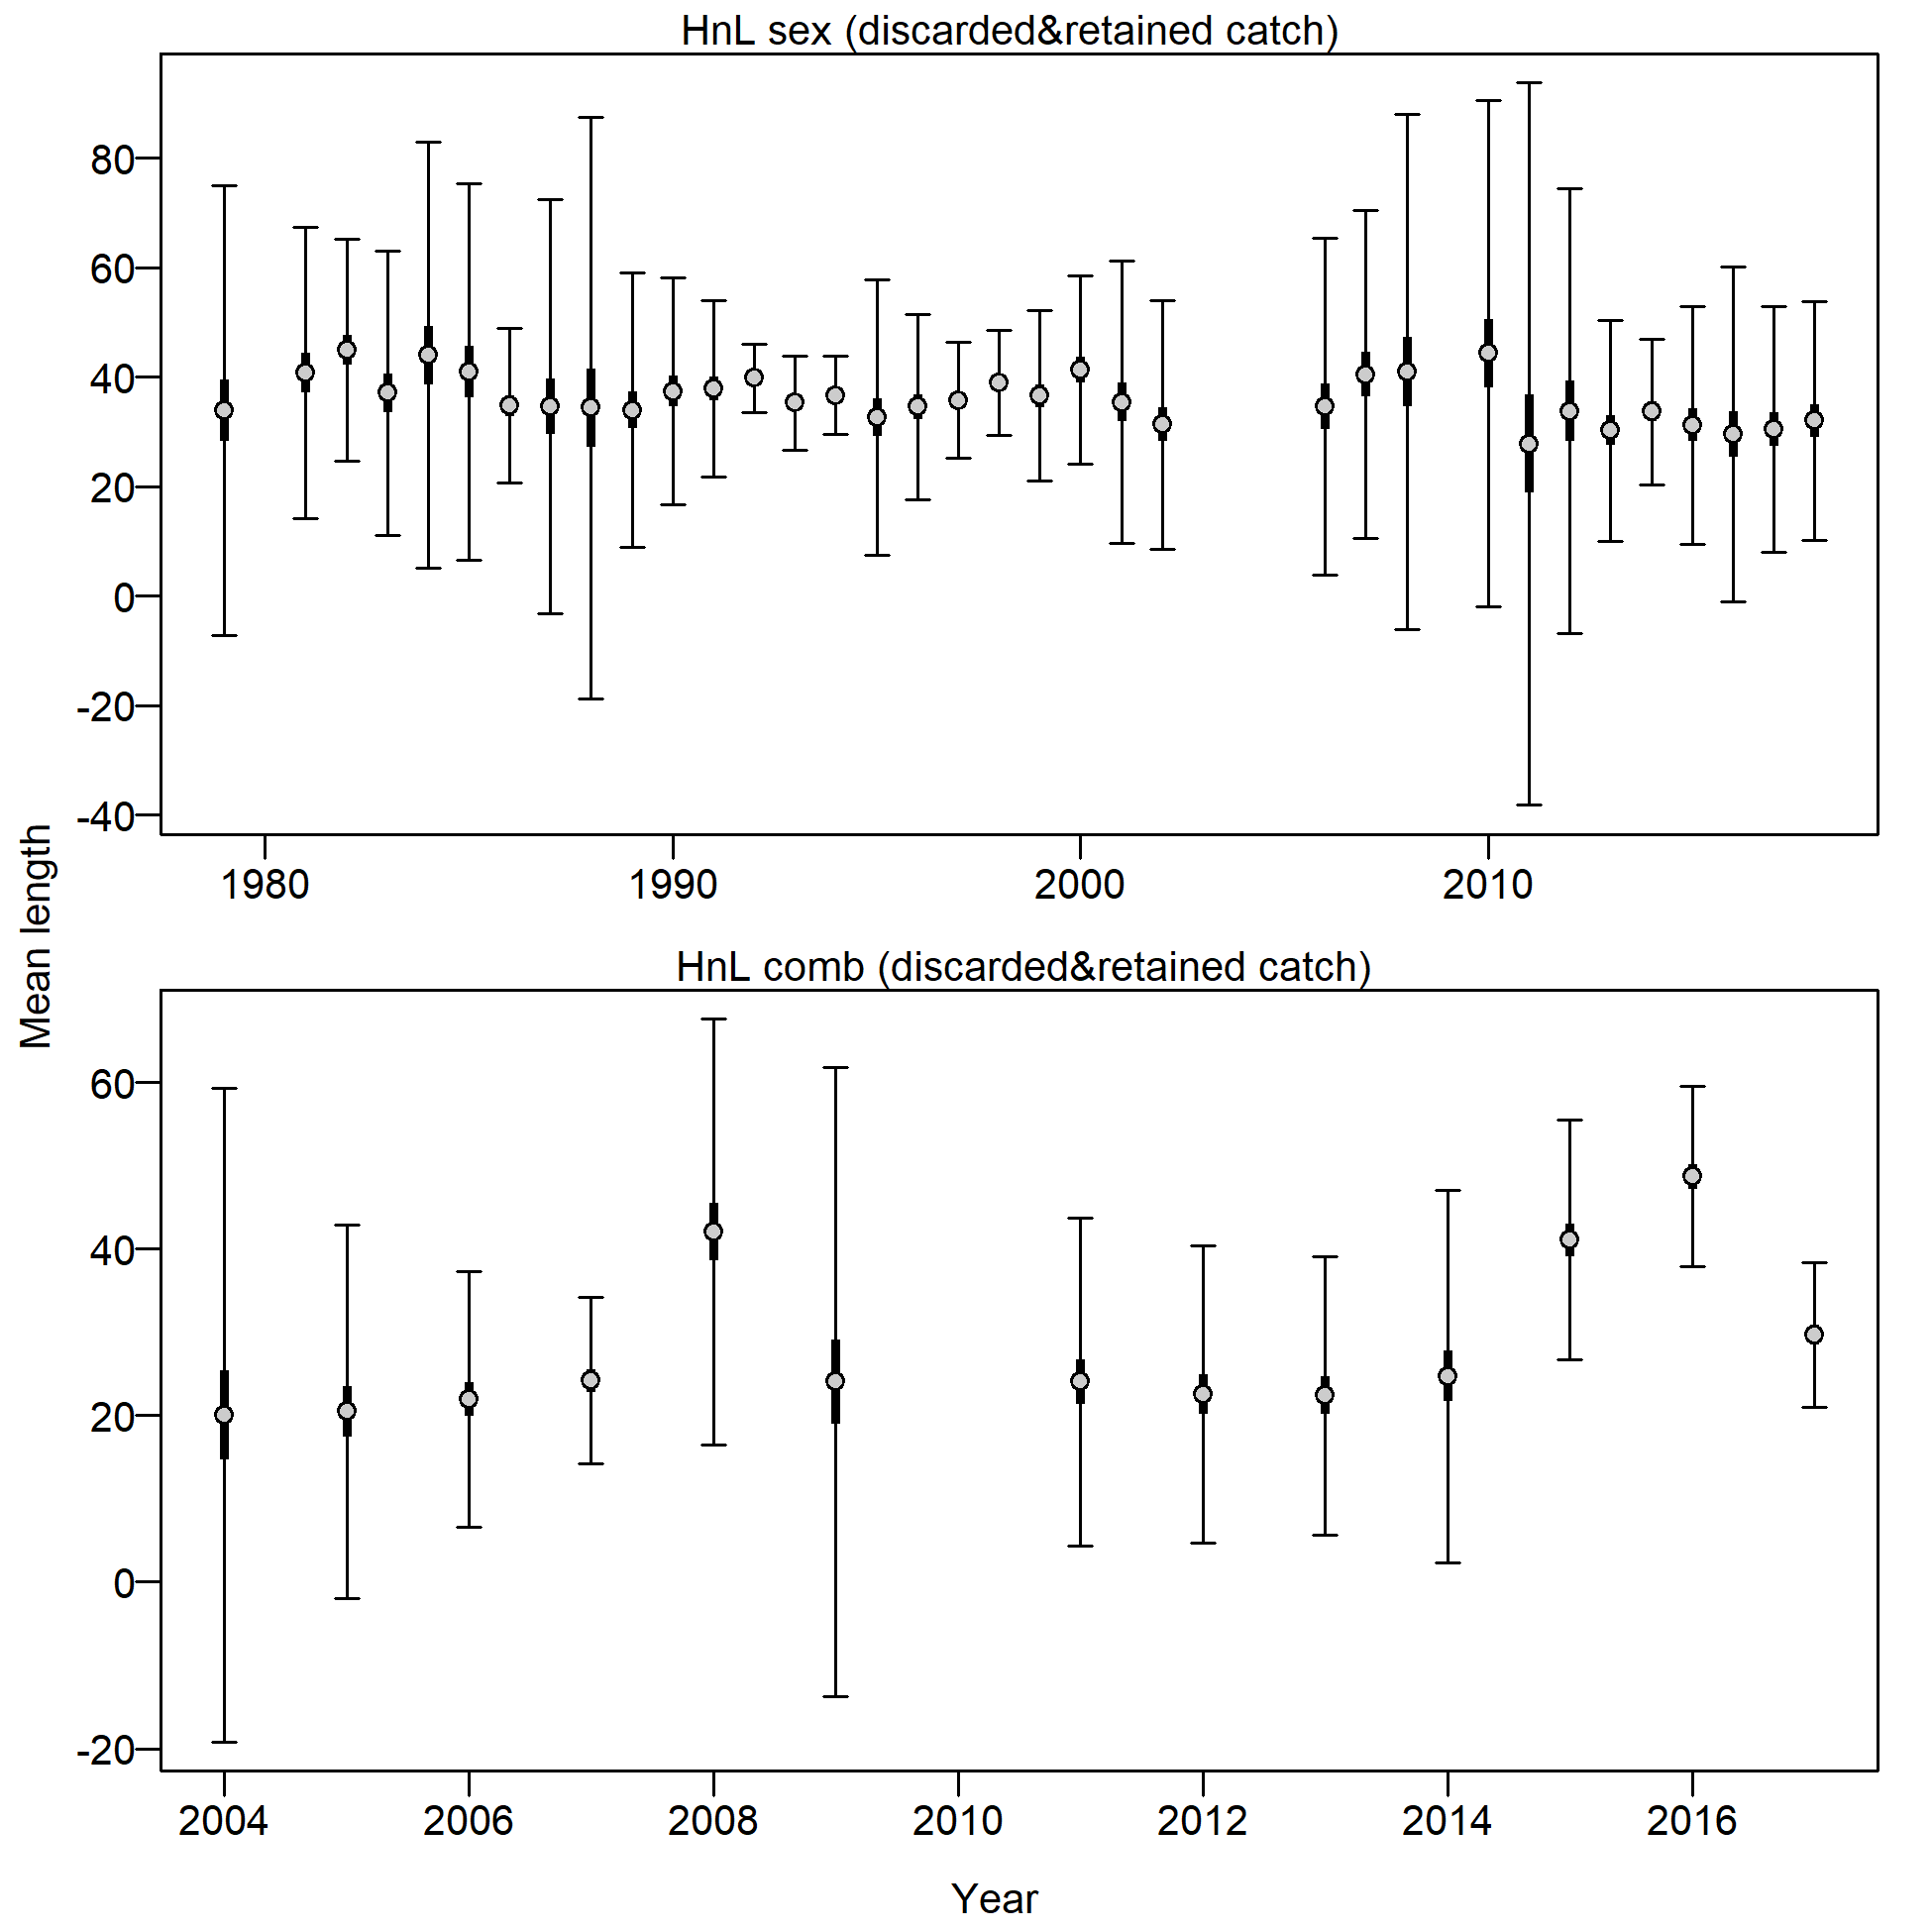 HnL sex (discarded&retained catch)
80
60
40
20
0
-20
-40
1980 1990 2000 2010
Mean length
HnL comb (discarded&retained catch)
60
40
20
0
-20
2004 2006 2008 2010 2012 2014 2016
Year